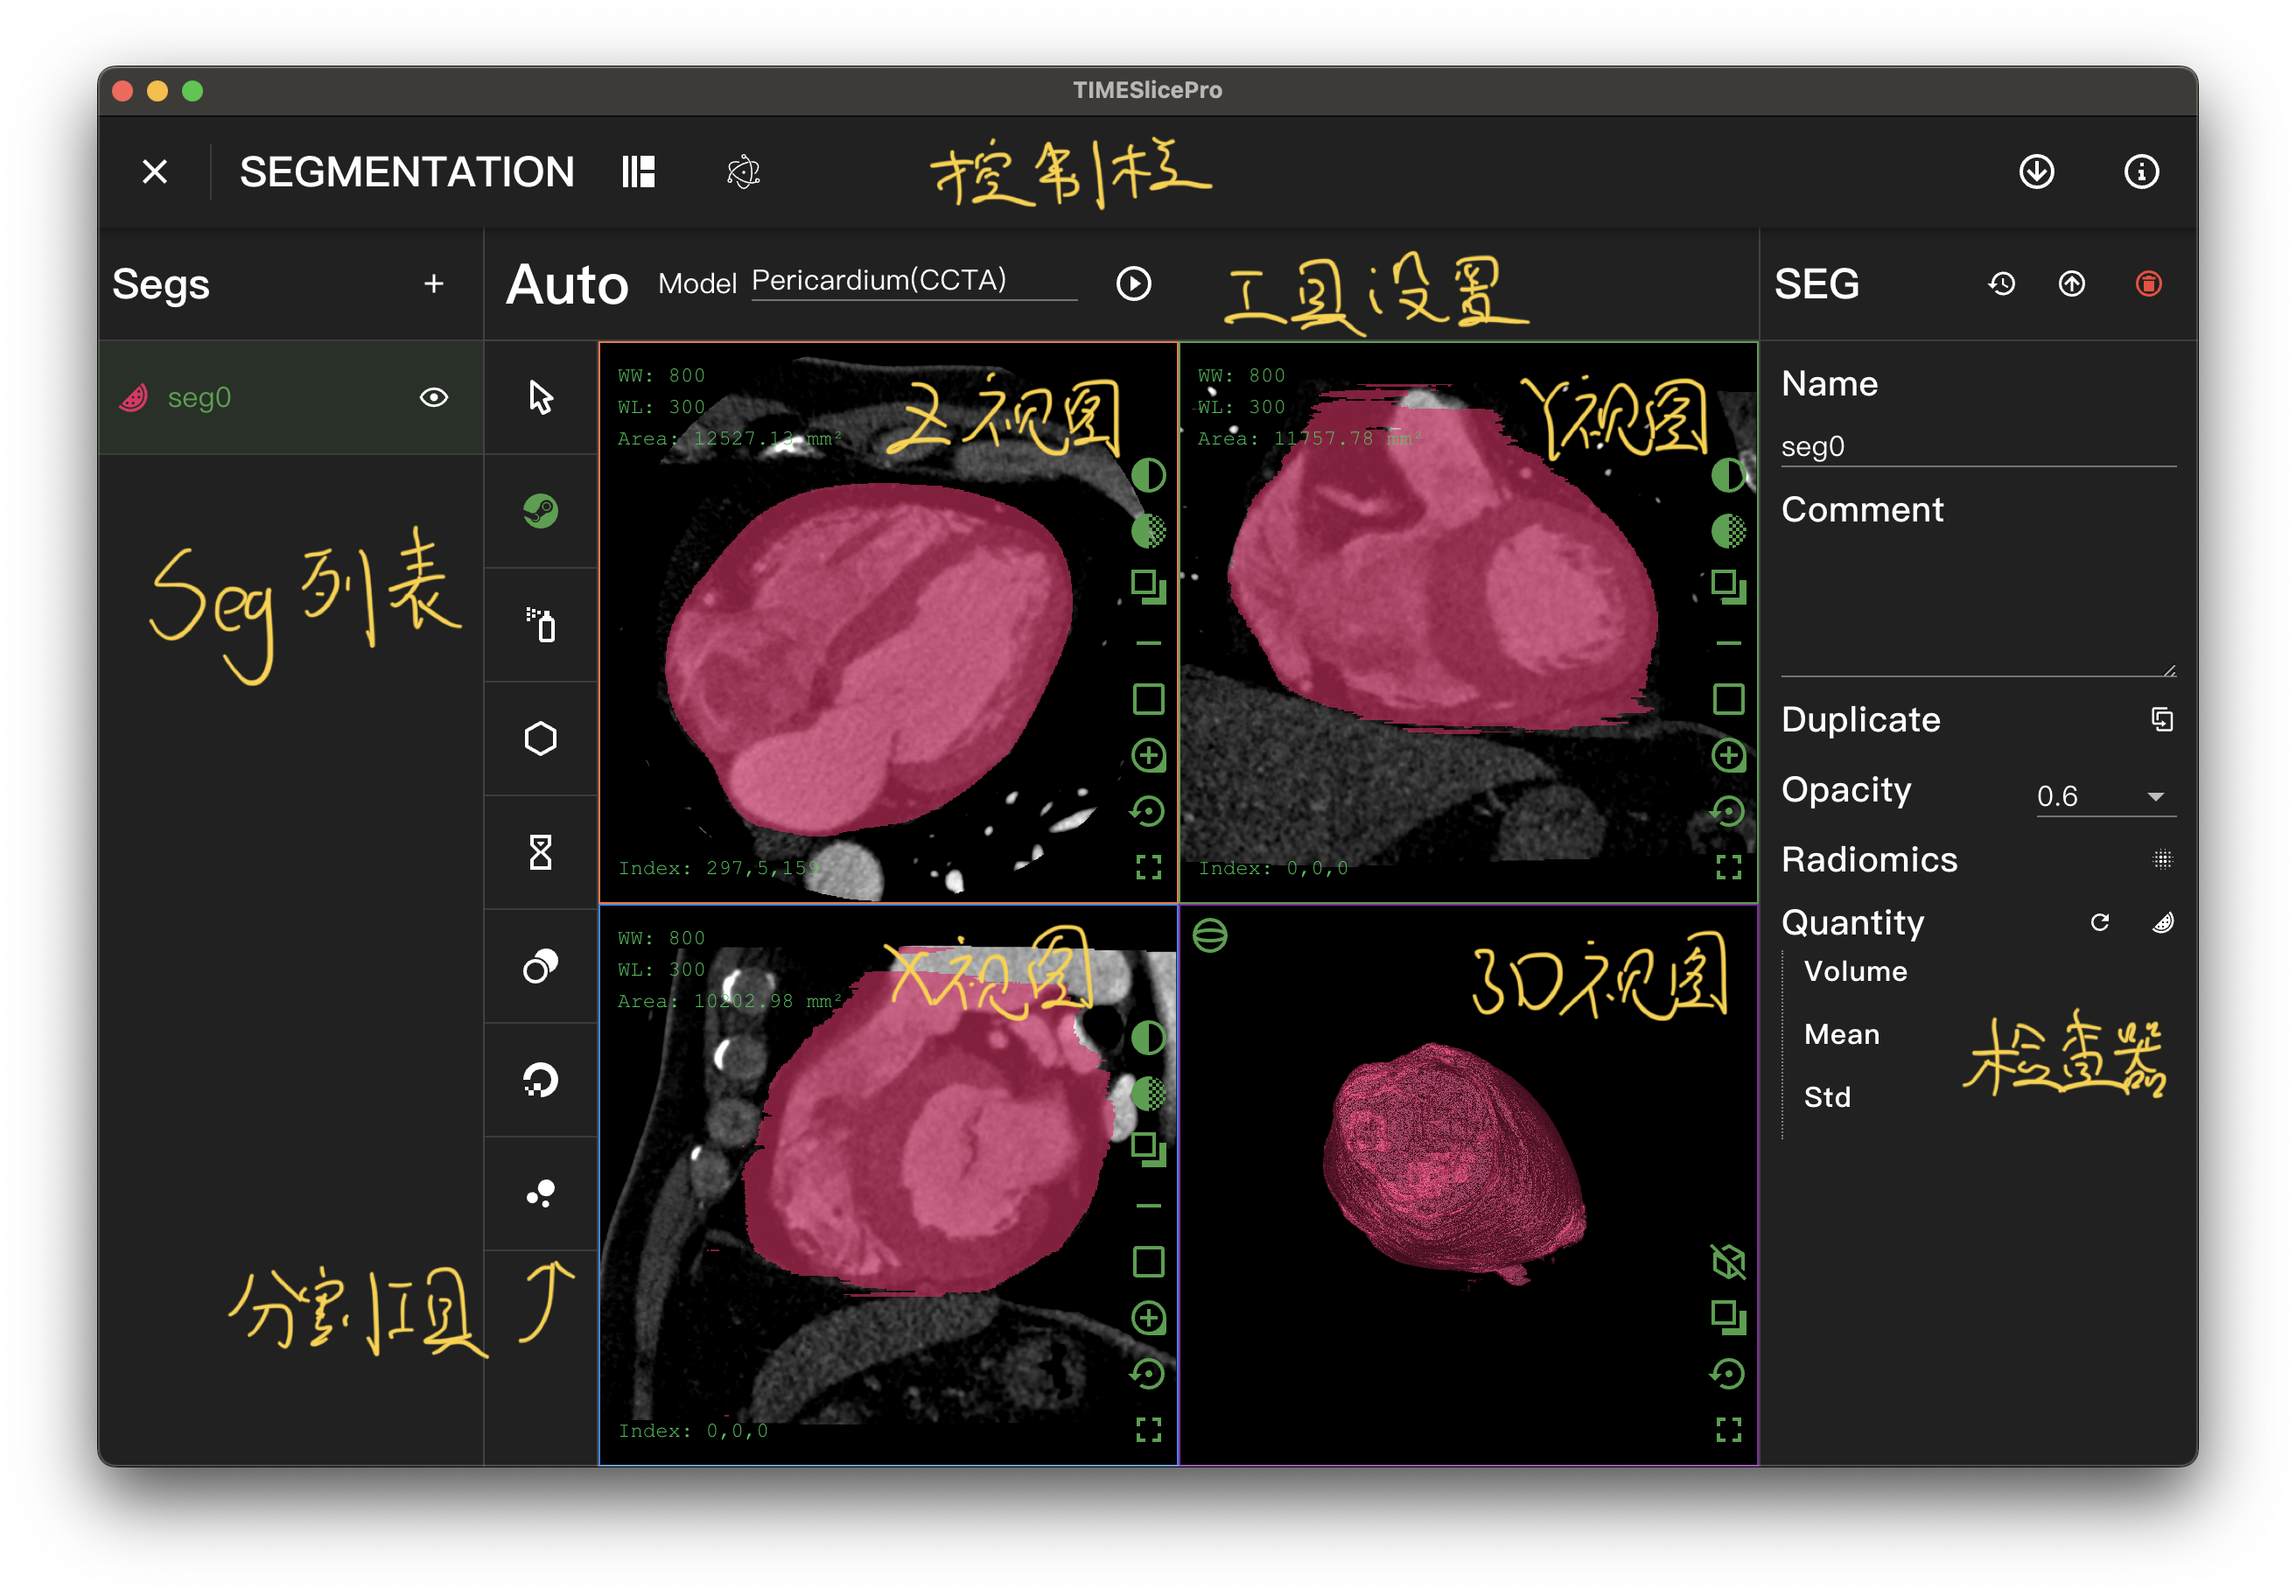 TIMESlicePro
SEGMENTATION
控制栏
Segs +
Auto Model Pericardium(CCTA)
工具设置
SEG
seg0
Seg列表
分割工具
WW: 800
WL: 300
Area: 12527.13 mm²
Z视图
Index: 297,5,159
WW: 800
WL: 300
Area: 11757.78 mm²
Y视图
Index: 0,0,0
WW: 800
WL: 300
Area: 10202.98 mm²
X视图
Index: 0,0,0
3D视图
Name
seg0
Comment
Duplicate
Opacity 0.6
Radiomics
Quantity
Volume
Mean
Std
检查器